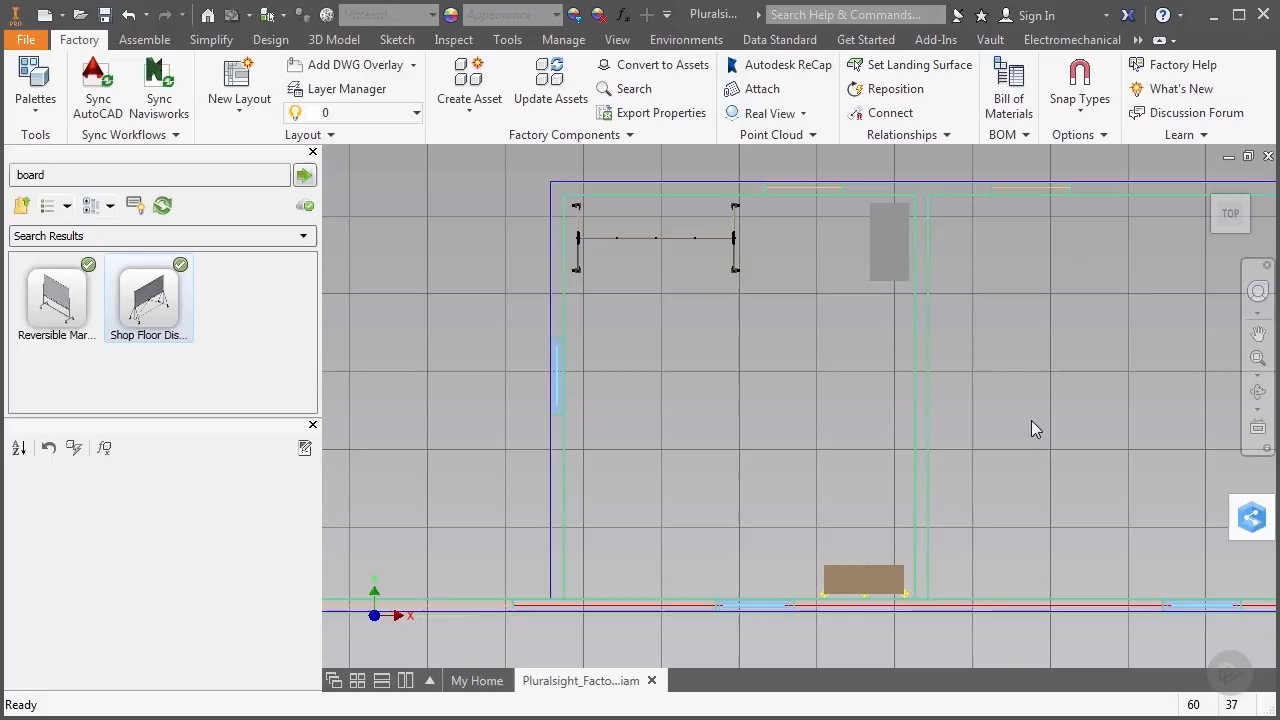 PRO
Material
Appearance
Pluralsi...
Search Help & Commands...
Sign In
File
Factory
Assemble
Simplify
Design
3D Model
Sketch
Inspect
Tools
Manage
View
Environments
Data Standard
Get Started
Add-Ins
Vault
Electromechanical
Palettes
Tools
Sync
AutoCAD
Sync
Navisworks
Sync Workflows
New Layout
Add DWG Overlay
Layer Manager
0
Layout
Create Asset
Update Assets
Convert to Assets
Search
Export Properties
Factory Components
Autodesk ReCap
Attach
Real View
Point Cloud
Set Landing Surface
Reposition
Connect
Relationships
Bill of
Materials
BOM
Snap Types
Options
Factory Help
What's New
Discussion Forum
Learn
board
Search Results
Reversible Mar...
Shop Floor Dis...
TOP
X
My Home
Pluralsight_Facto...iam
Ready
60
37